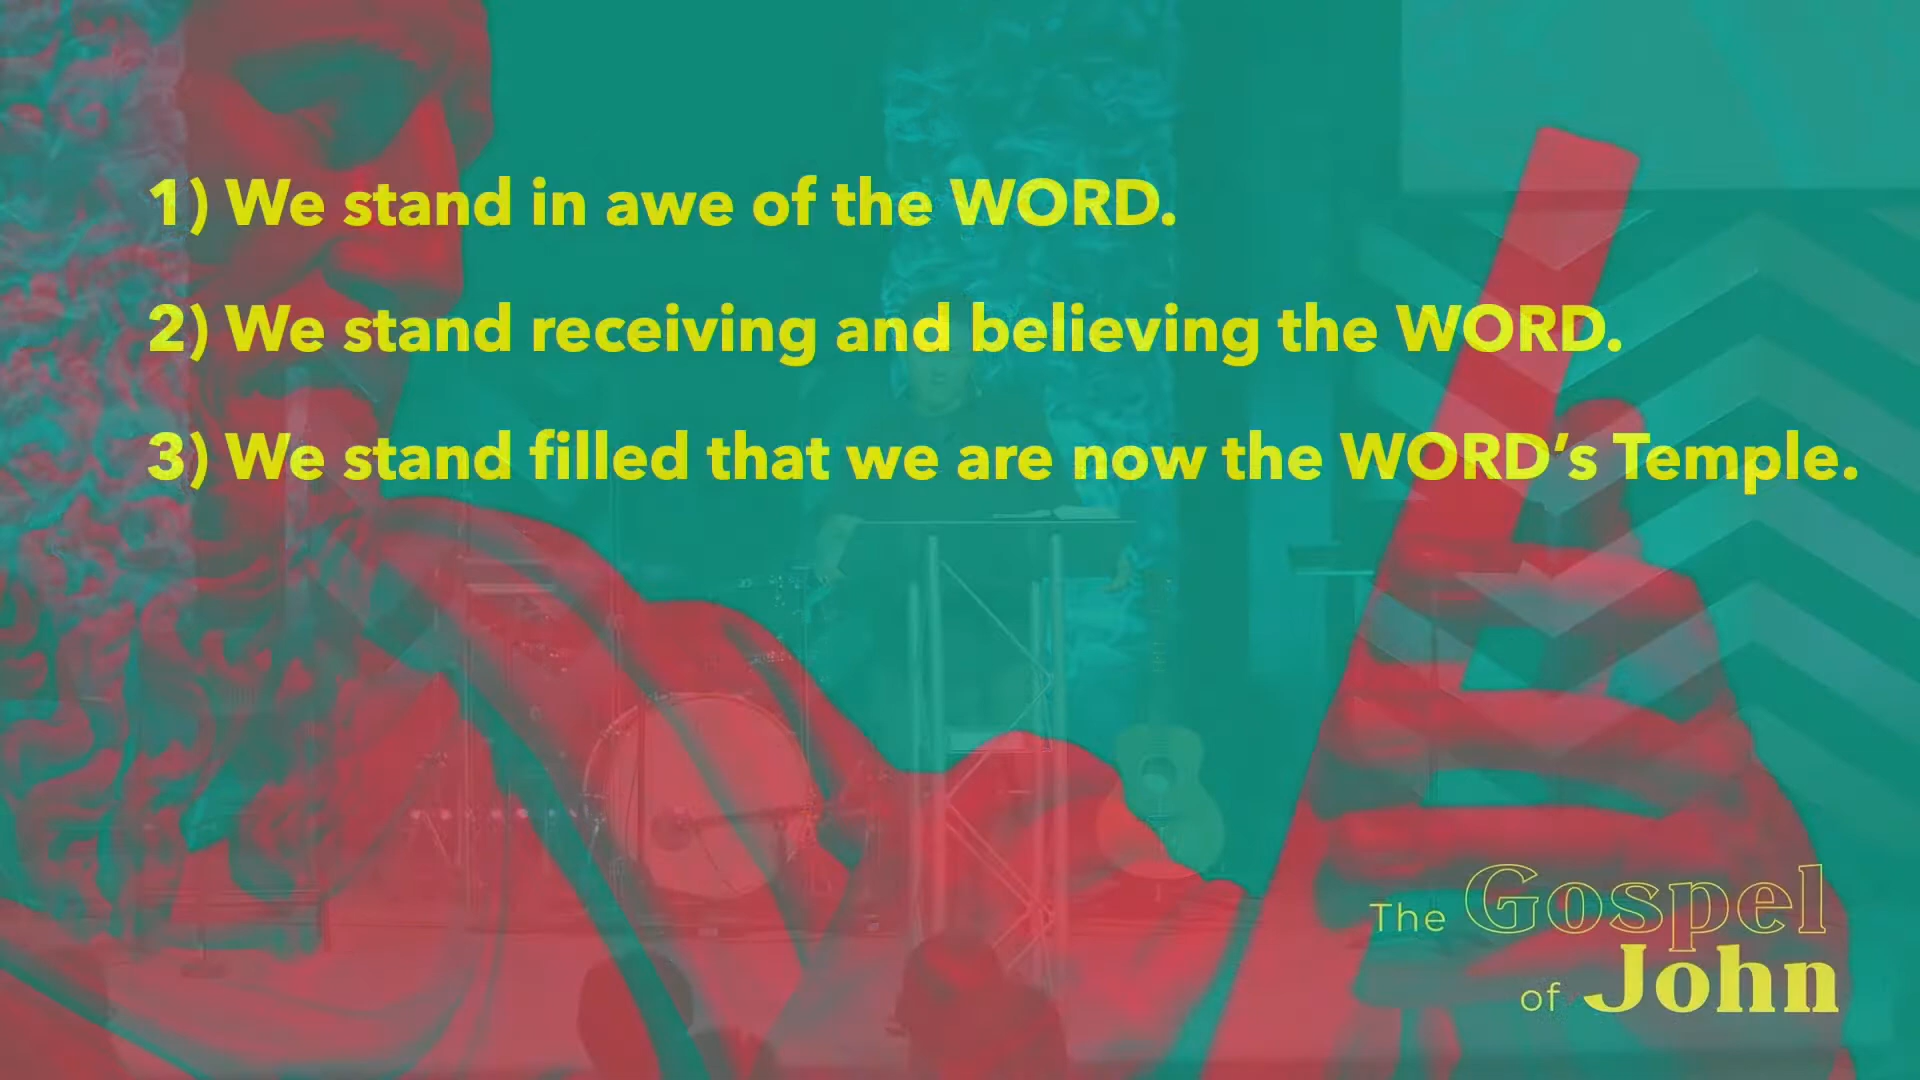 1) We stand in awe of the WORD.
2) We stand receiving and believing the WORD.
3) We stand filled that we are now the WORD’s Temple.
The Gospel
of John